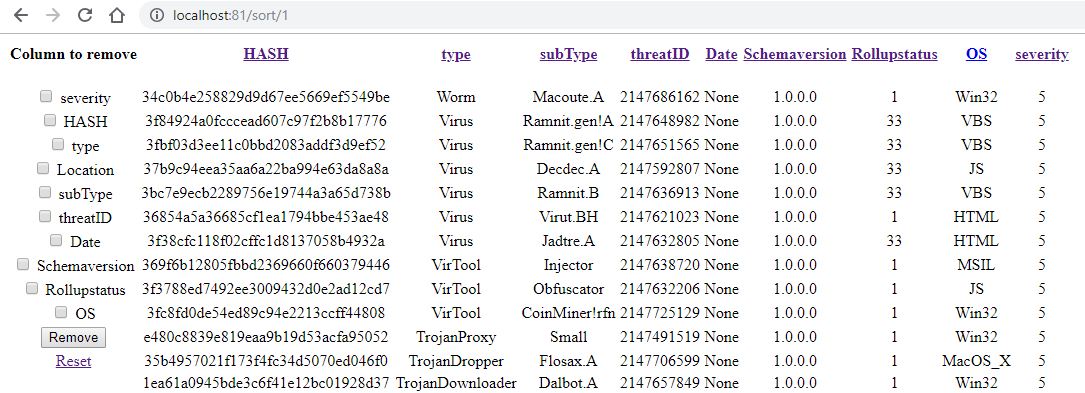 localhost:81/sort/1
Column to remove HASH type subType threatID Date Schemaversion Rollupstatus OS severity
severity 34c0b4e258829d9d67ee5669ef5549be Worm Macoute.A 2147686162 None 1.0.0.0 1 Win32 5
HASH 3f84924a0fcccead607c97f2b8b17776 Virus Ramnit.gen!A 2147648982 None 1.0.0.0 33 VBS 5
type 3fbf03d3ee11c0bbd2083addf3d9ef52 Virus Ramnit.gen!C 2147651565 None 1.0.0.0 33 VBS 5
Location 37b9c94eea35aa6a22ba994e63da8a8a Virus Decdec.A 2147592807 None 1.0.0.0 33 JS 5
subType 3bc7e9ecb2289756e19744a3a65d738b Virus Ramnit.B 2147636913 None 1.0.0.0 33 VBS 5
threatID 36854a5a36685cf1ea1794bbe453ae48 Virus Virut.BH 2147621023 None 1.0.0.0 1 HTML 5
Date 3f38cfc118f02cffc1d8137058b4932a Virus Jadtre.A 2147632805 None 1.0.0.0 33 HTML 5
Schemaversion 369f6b12805fbbd2369660f660379446 VirTool Injector 2147638720 None 1.0.0.0 1 MSIL 5
Rollupstatus 3f3788ed7492ee3009432d0e2ad12cd7 VirTool Obfuscator 2147632206 None 1.0.0.0 1 JS 5
OS 3fc8fd0de54ed89c94e2213ccff44808 VirTool CoinMiner!rfn 2147725129 None 1.0.0.0 1 Win32 5
Remove e480c8839e819eaa9b19d53acfa95052 TrojanProxy Small 2147491519 None 1.0.0.0 1 Win32 5
Reset 35b4957021f173f4fc34d5070ed046f0 TrojanDropper Flosax.A 2147706599 None 1.0.0.0 1 MacOS_X 5
1ea61a0945bde3c6f41e12bc01928d37 TrojanDownloader Dalbot.A 2147657849 None 1.0.0.0 1 Win32 5